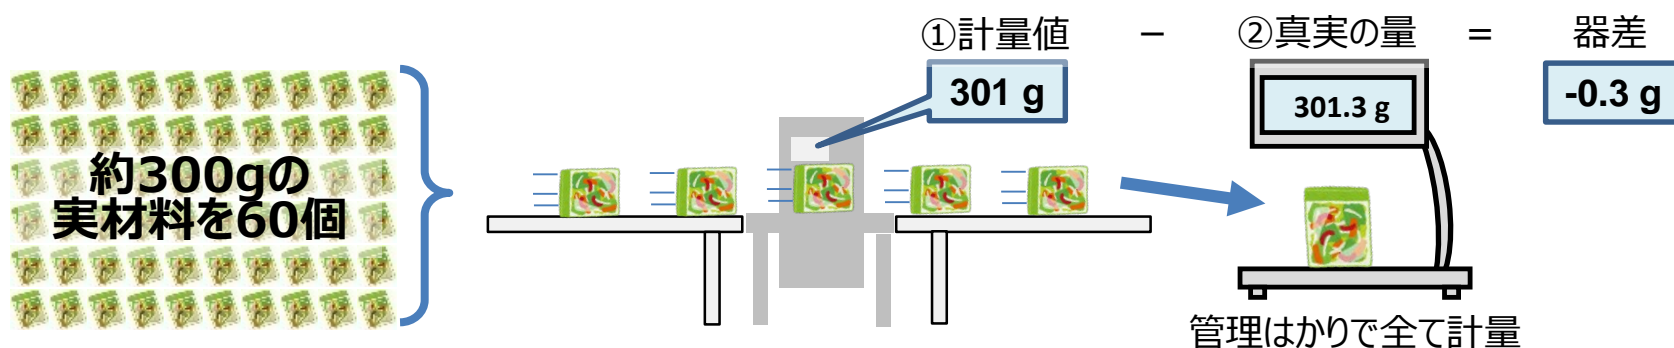 ①計量値 － ②真実の量 ＝ 器差
301 g
301.3 g
-0.3 g
約300gの
実材料を60個
管理はかりで全て計量